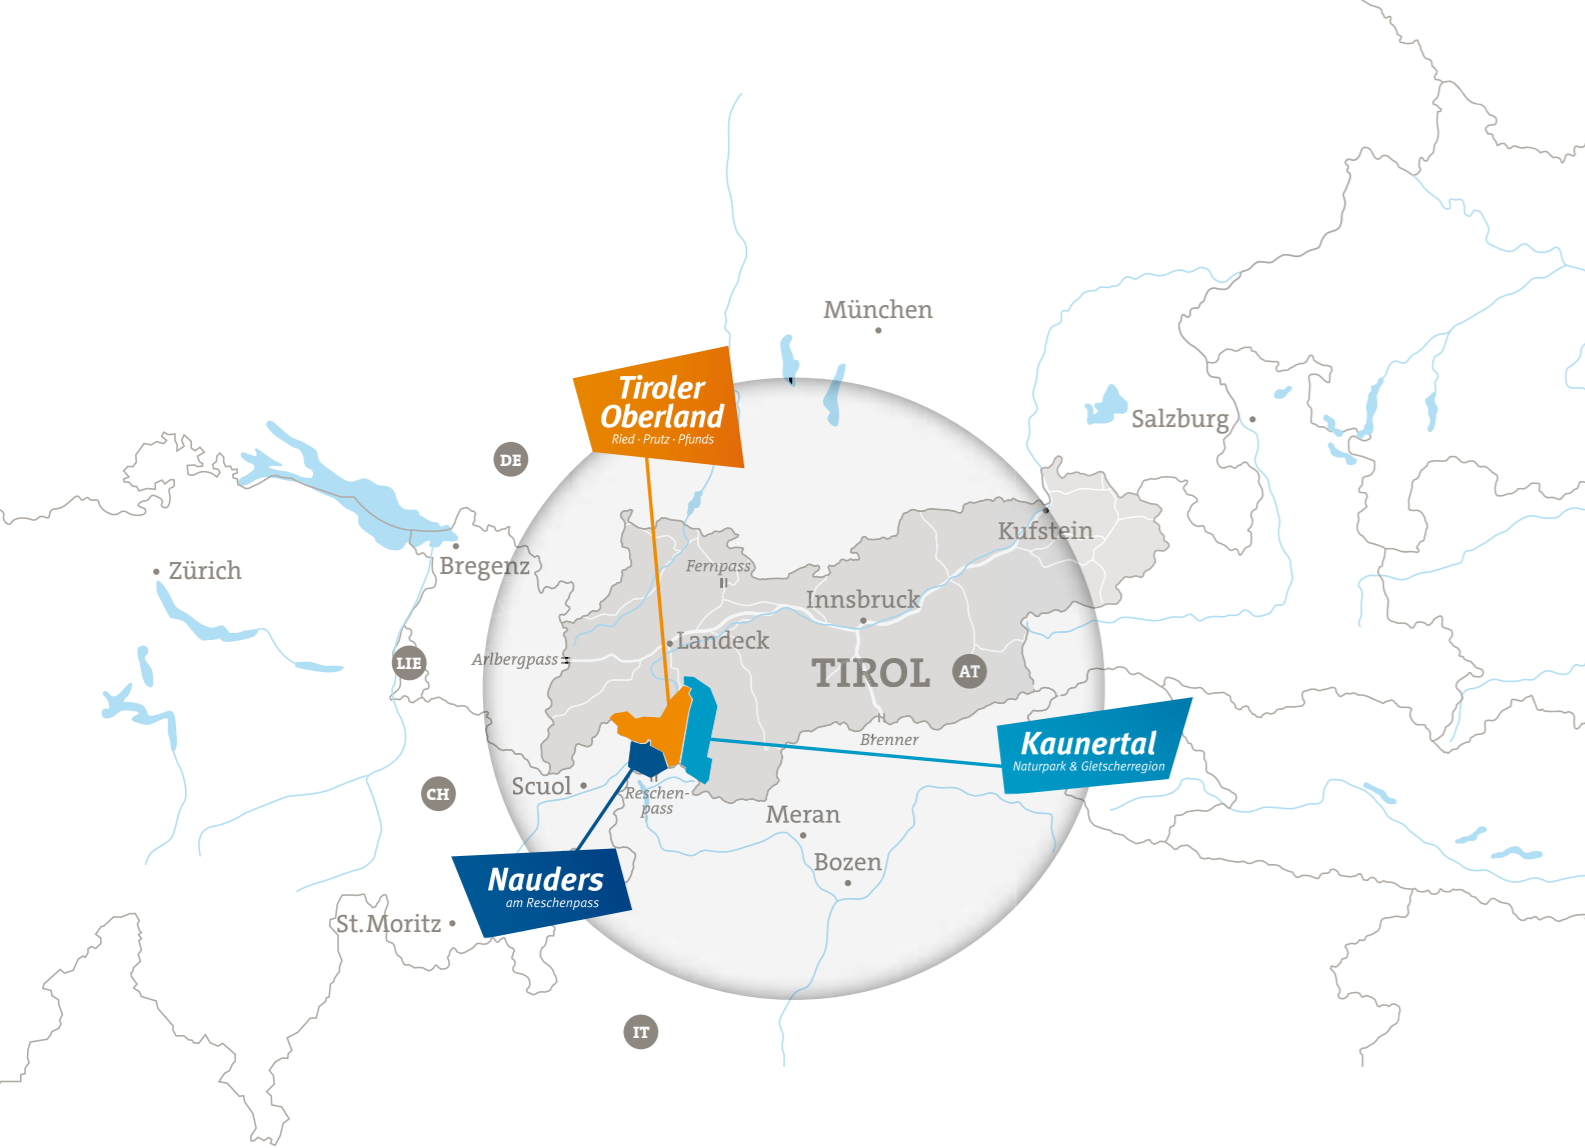 München
Tiroler
Oberland
Ried · Prutz · Pfunds
Salzburg
DE
Kufstein
Bregenz
Zürich
Fernpass
Innsbruck
Landeck
Arlbergpass
LIE
TIROL
AT
Brenner
Kaunertal
Naturpark & Gletscherregion
Scuol
CH
Reschen-
pass
Meran
Bozen
Nauders
am Reschenpass
St. Moritz
IT